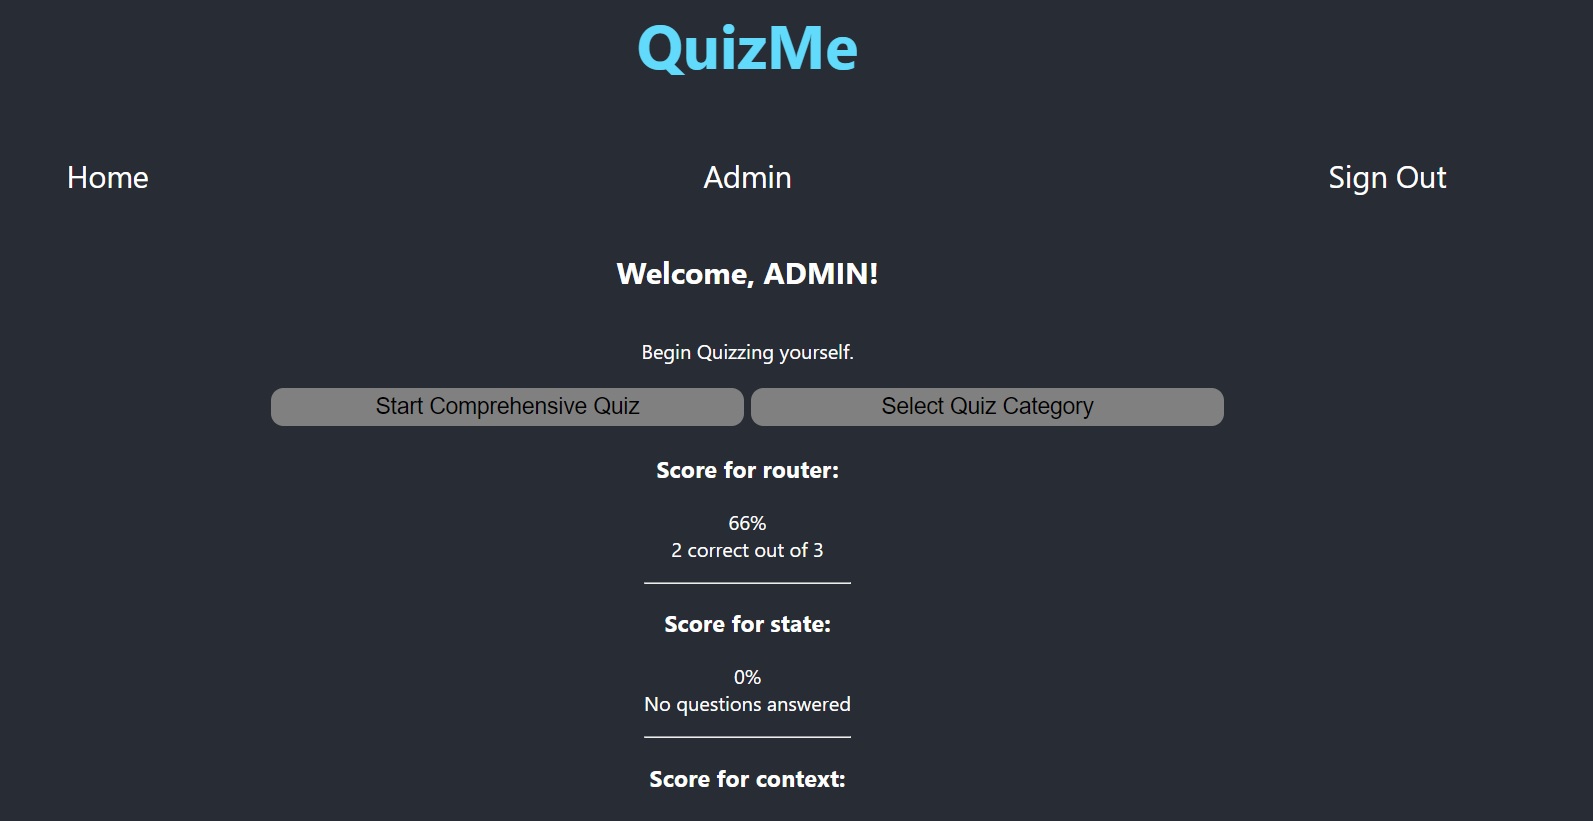 QuizMe
Home Admin Sign Out
Welcome, ADMIN!
Begin Quizzing yourself.
Start Comprehensive Quiz Select Quiz Category
Score for router:
66%
2 correct out of 3
Score for state:
0%
No questions answered
Score for context: